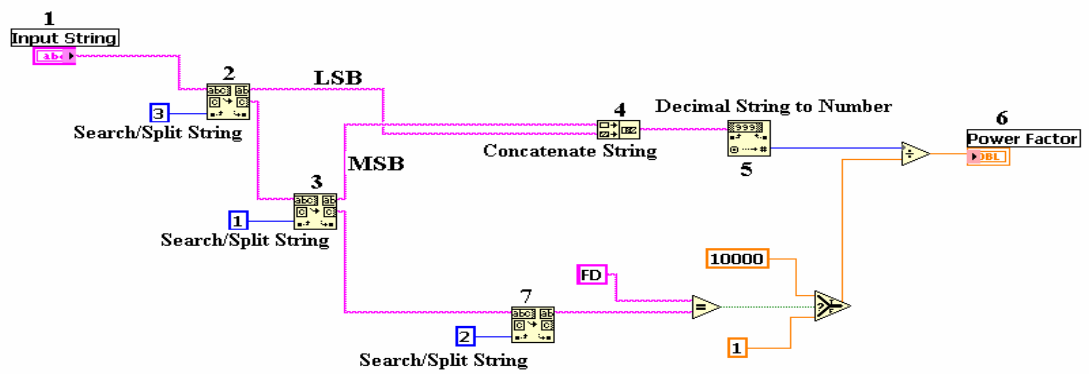 1
Input String
abc
2
LSB
3
Search/Split String
4
Concatenate String
Decimal String to Number
5
6
Power Factor
DBL
MSB
3
1
Search/Split String
FD
10000
7
2
Search/Split String
=
?
1
÷